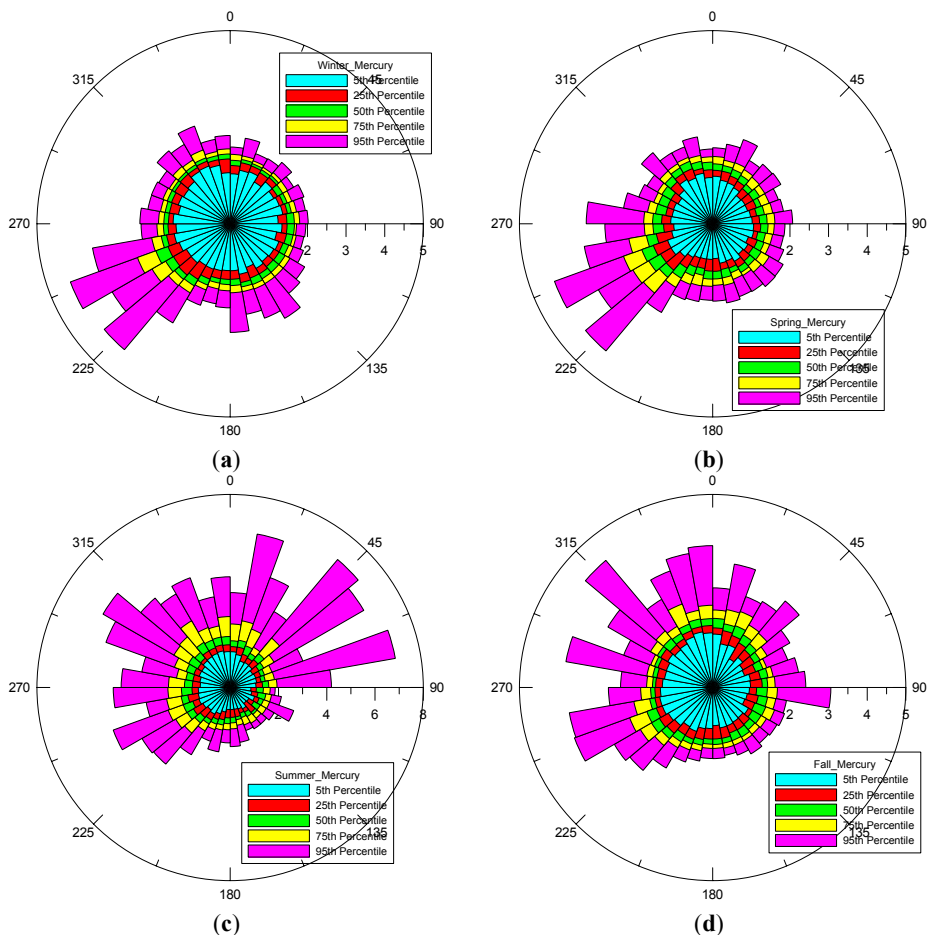 0
Winter_Mercury
5th Percentile
25th Percentile
50th Percentile
75th Percentile
95th Percentile
315
45
270
90
2 3 4 5
225
135
180
(a)
0
315
45
270
90
2 3 4 5
Spring_Mercury
5th Percentile
25th Percentile
50th Percentile
75th Percentile
95th Percentile
225
135
180
(b)
0
315
45
270
90
2 4 6 8
Summer_Mercury
5th Percentile
25th Percentile
50th Percentile
75th Percentile
95th Percentile
225
135
180
(c)
0
315
45
270
90
2 3 4 5
Fall_Mercury
5th Percentile
25th Percentile
50th Percentile
75th Percentile
95th Percentile
225
135
180
(d)